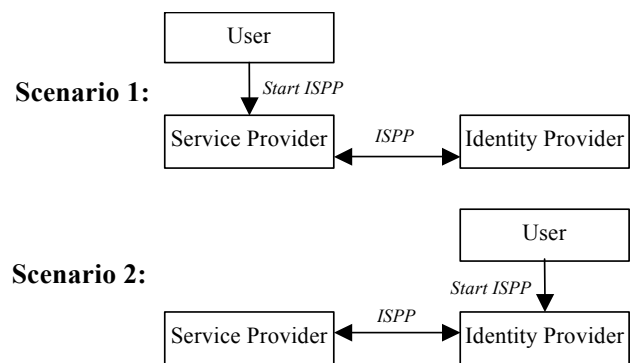 User
Scenario 1:
Start ISPP
Service Provider
ISPP
Identity Provider
User
Scenario 2:
Start ISPP
ISPP
Service Provider
Identity Provider